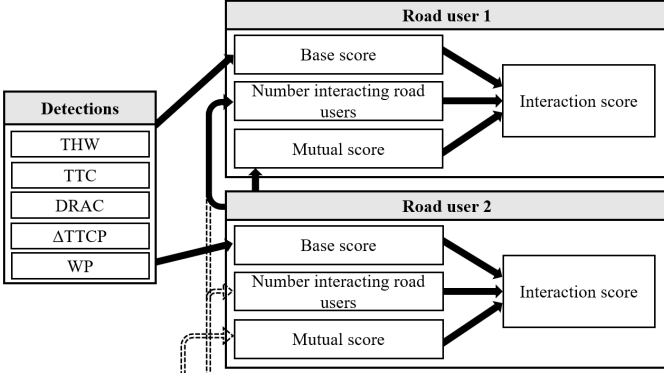 Road user 1
Base score
Number interacting road
users
Mutual score
Interaction score
Detections
THW
TTC
DRAC
ΔTTCP
WP
Road user 2
Base score
Number interacting road
users
Mutual score
Interaction score